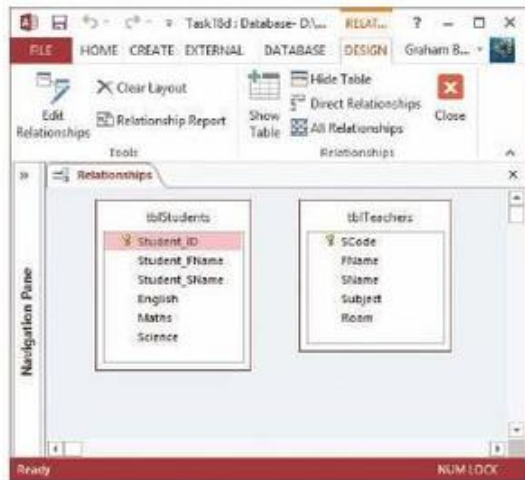 Task18d : Database- D:\... RELAT... ?
FILE HOME CREATE EXTERNAL DATABASE DESIGN Graham B...
Edit Relationships
Clear Layout
Relationship Report
Tools
Show Table
Hide Table
Direct Relationships
All Relationships
Relationships
Close
Relationships
Navigation Pane
tblStudents
Student_ID
Student_FName
Student_SName
English
Maths
Science
tblTeachers
SCode
FName
SName
Subject
Room
Ready NUM LOCK